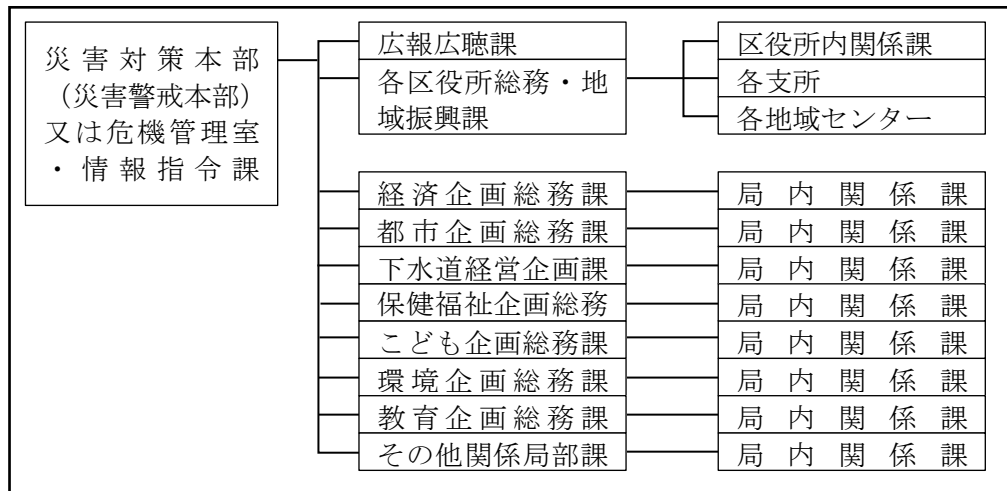 災害対策本部
（災害警戒本部）
又は危機管理室
・情報指令課
広報広聴課
各区役所総務・地
域振興課
区役所内関係課
各支所
各地域センター
経済企画総務課
局内関係課
都市企画総務課
局内関係課
下水道経営企画課
局内関係課
保健福祉企画総務
局内関係課
こども企画総務課
局内関係課
環境企画総務課
局内関係課
教育企画総務課
局内関係課
その他関係局部課
局内関係課